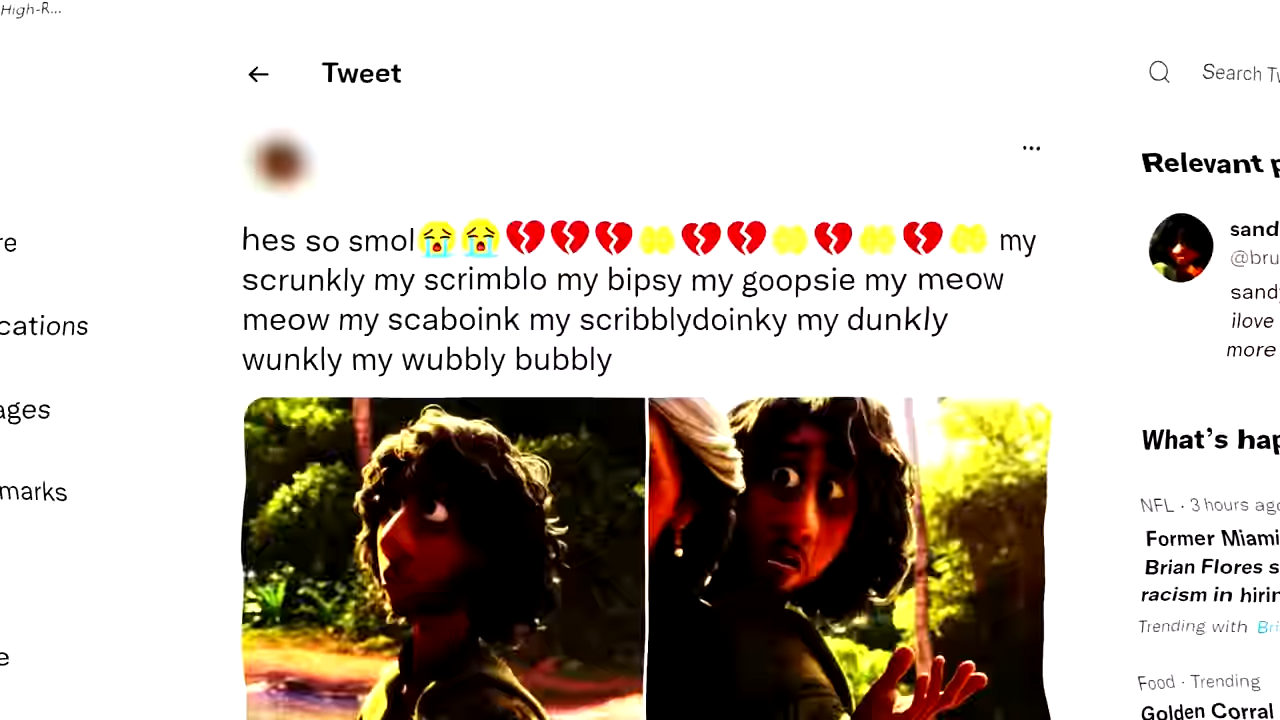 High-R...
← Tweet
Search Tw
...
Relevant p
hes so smol😭😭💔💔💔🤲💔💔🤲💔🤲💔🤲 my
scrunkly my scrimblo my bipsy my goopsie my meow
meow my scaboink my scribblydoinky my dunkly
wunkly my wubbly bubbly
re
cations
ages
marks
e
sand
@bru
sand
ilove
more
What's hap
NFL · 3 hours ago
Former Miami
Brian Flores s
racism in hirin
Trending with Bri
Food · Trending
Golden Corral